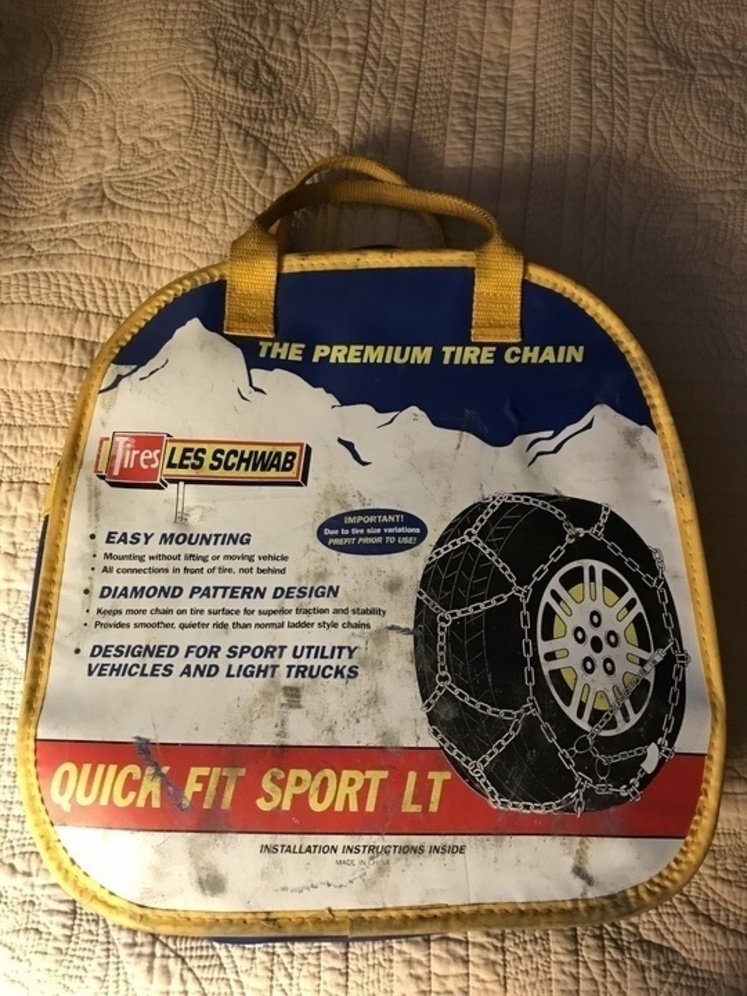 THE PREMIUM TIRE CHAIN
Tires LES SCHWAB
IMPORTANT!
Due to tire size variations
PREFIT PRIOR TO USE!
• EASY MOUNTING
• Mounting without lifting or moving vehicle
• All connections in front of tire, not behind
• DIAMOND PATTERN DESIGN
• Keeps more chain on tire surface for superior traction and stability
• Provides smoother, quieter ride than normal ladder style chains
• DESIGNED FOR SPORT UTILITY
VEHICLES AND LIGHT TRUCKS
QUICK FIT SPORT LT
INSTALLATION INSTRUCTIONS INSIDE
MADE IN CHINA